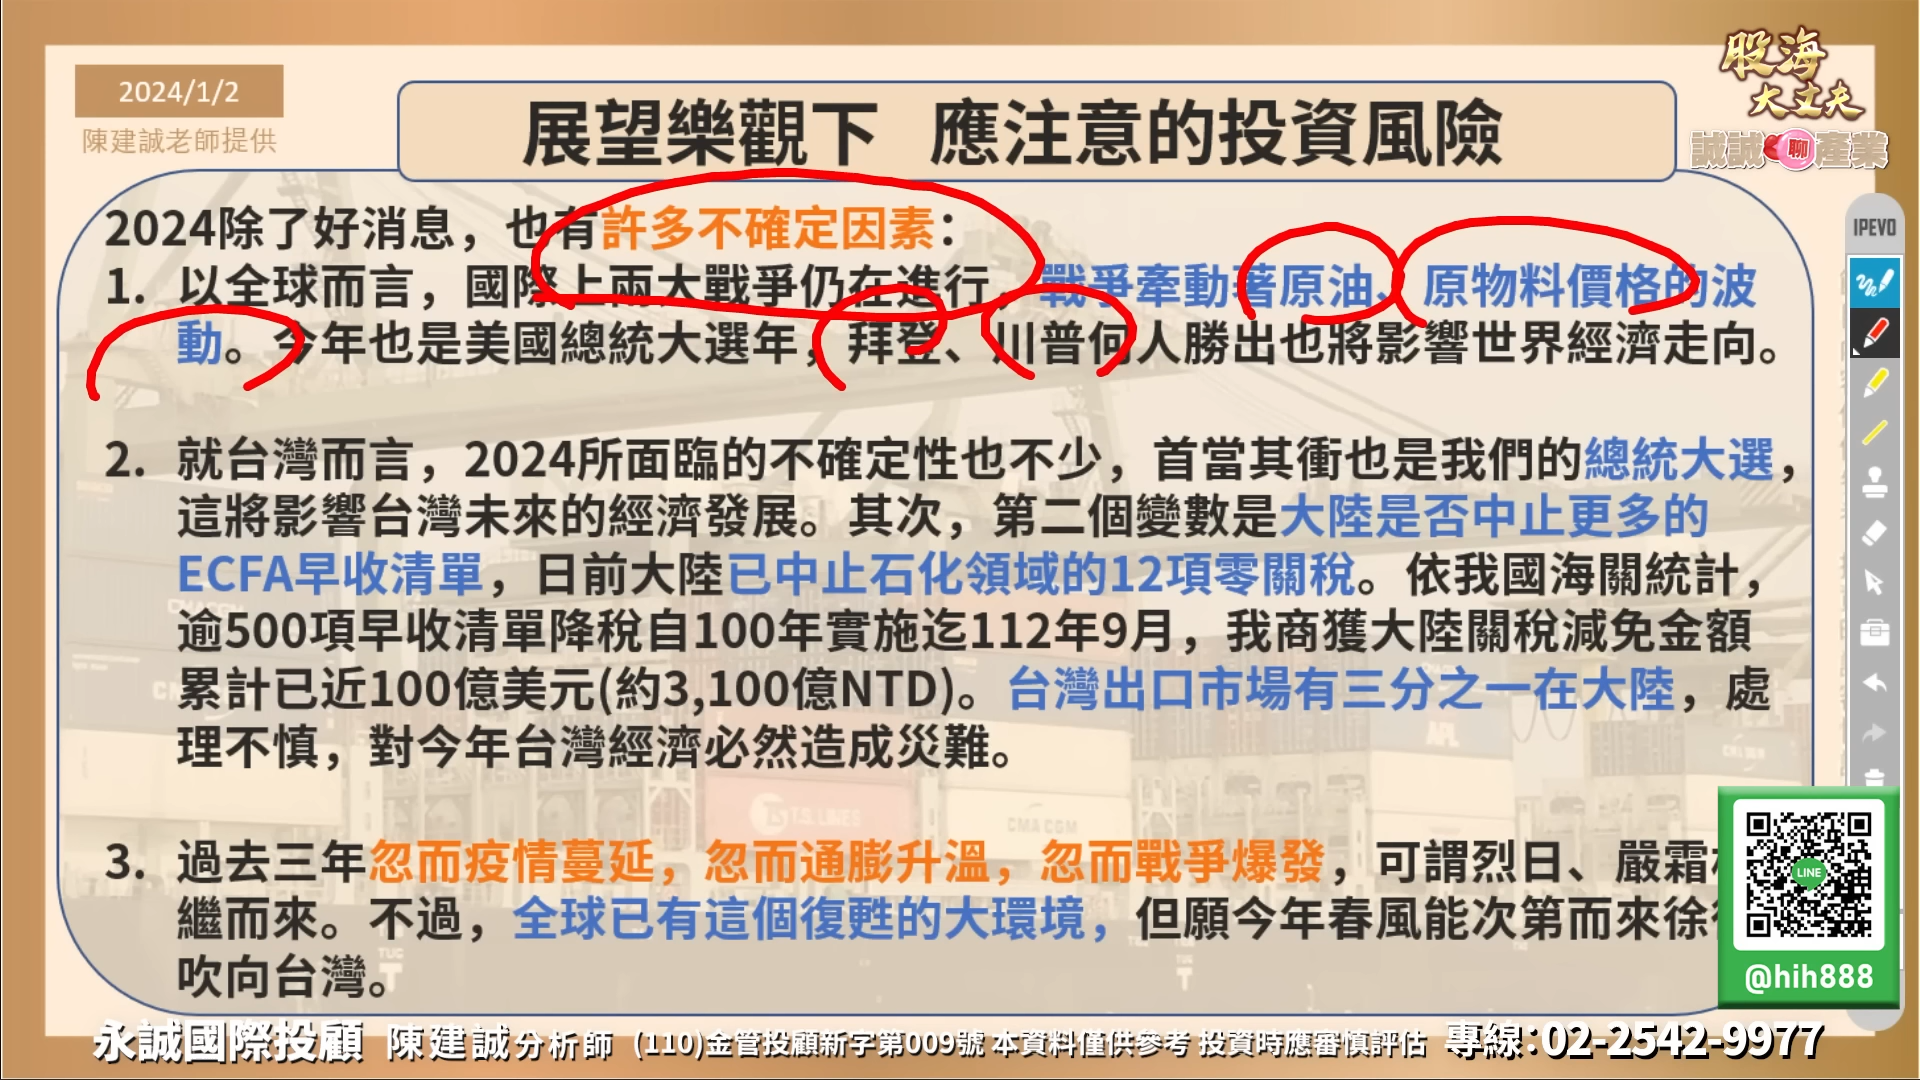 2024/1/2
陳建誠老師提供
展望樂觀下 應注意的投資風險
股海
大丈夫
誠誠聊產業
IPEVO
2024除了好消息，也有許多不確定因素：
1. 以全球而言，國際上兩大戰爭仍在進行，戰爭牽動著原油、原物料價格的波
動。今年也是美國總統大選年，拜登、川普何人勝出也將影響世界經濟走向。
2. 就台灣而言，2024所面臨的不確定性也不少，首當其衝也是我們的總統大選，
這將影響台灣未來的經濟發展。其次，第二個變數是大陸是否中止更多的
ECFA早收清單，日前大陸已中止石化領域的12項零關稅。依我國海關統計，
逾500項早收清單降稅自100年實施迄112年9月，我商獲大陸關稅減免金額
累計已近100億美元(約3,100億NTD)。台灣出口市場有三分之一在大陸，處
理不慎，對今年台灣經濟必然造成災難。
3. 過去三年忽而疫情蔓延，忽而通膨升溫，忽而戰爭爆發，可謂烈日、嚴霜
繼而來。不過，全球已有這個復甦的大環境，但願今年春風能次第而來徐
吹向台灣。
T.S. LINES
CMA CGM
APL
LINE
@hih888
永誠國際投顧 陳建誠分析師 (110)金管投顧新字第009號 本資料僅供參考 投資時應審慎評估 專線:02-2542-9977